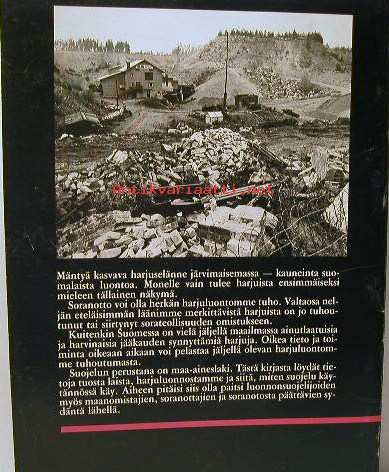 antikvariaatti.net
Mäntyä kasvava harjuselänne järvimaisemassa — kauneinta suo-
malaista luontoa. Monelle vain tulee harjuista ensimmäiseksi
mieleen tällainen näkymä.
Soranotto voi olla herkän harjuluontomme tuho. Valtaosa nel-
jän eteläisimmän läänimme merkittävistä harjuista on jo tuhou-
tunut tai siirtynyt sorateollisuuden omistukseen.
Kuitenkin Suomessa on vielä jäljellä maailmassa ainutlaatuisia
ja harvinaisia jääkauden synnyttämiä harjuja. Oikea tieto ja toi-
minta oikeaan aikaan voi pelastaa jäljellä olevan harjuluontom-
me tuhoutumasta.
Suojelun perustana on maa-aineslaki. Tästä kirjasta löydät tie-
toja tuosta laista, harjuluonnostamme ja siitä, miten suojelu käy-
tännössä käy. Aiheen pitäisi siis olla paitsi luonnonsuojelijoiden
myös maanomistajien, soranottajien ja soranotosta päättävien sy-
däntä lähellä.